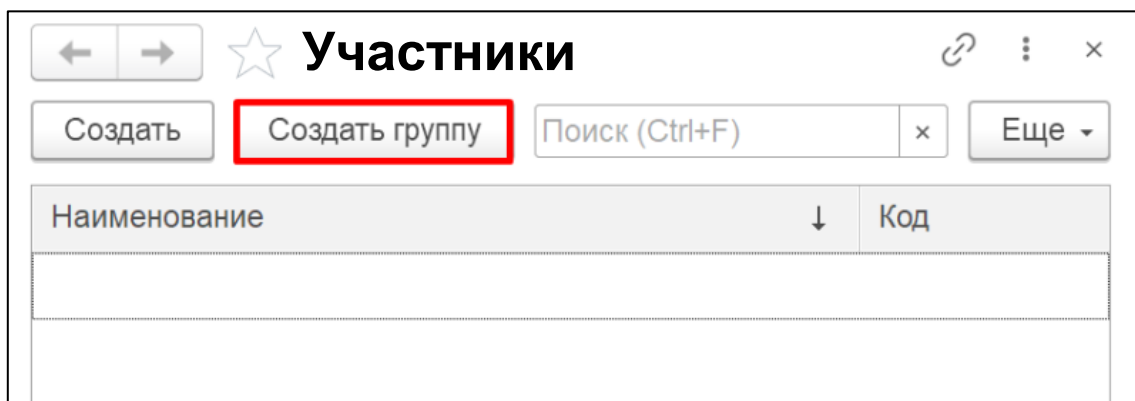 Участники
Создать Создать группу Поиск (Ctrl+F) Еще
Наименование Код